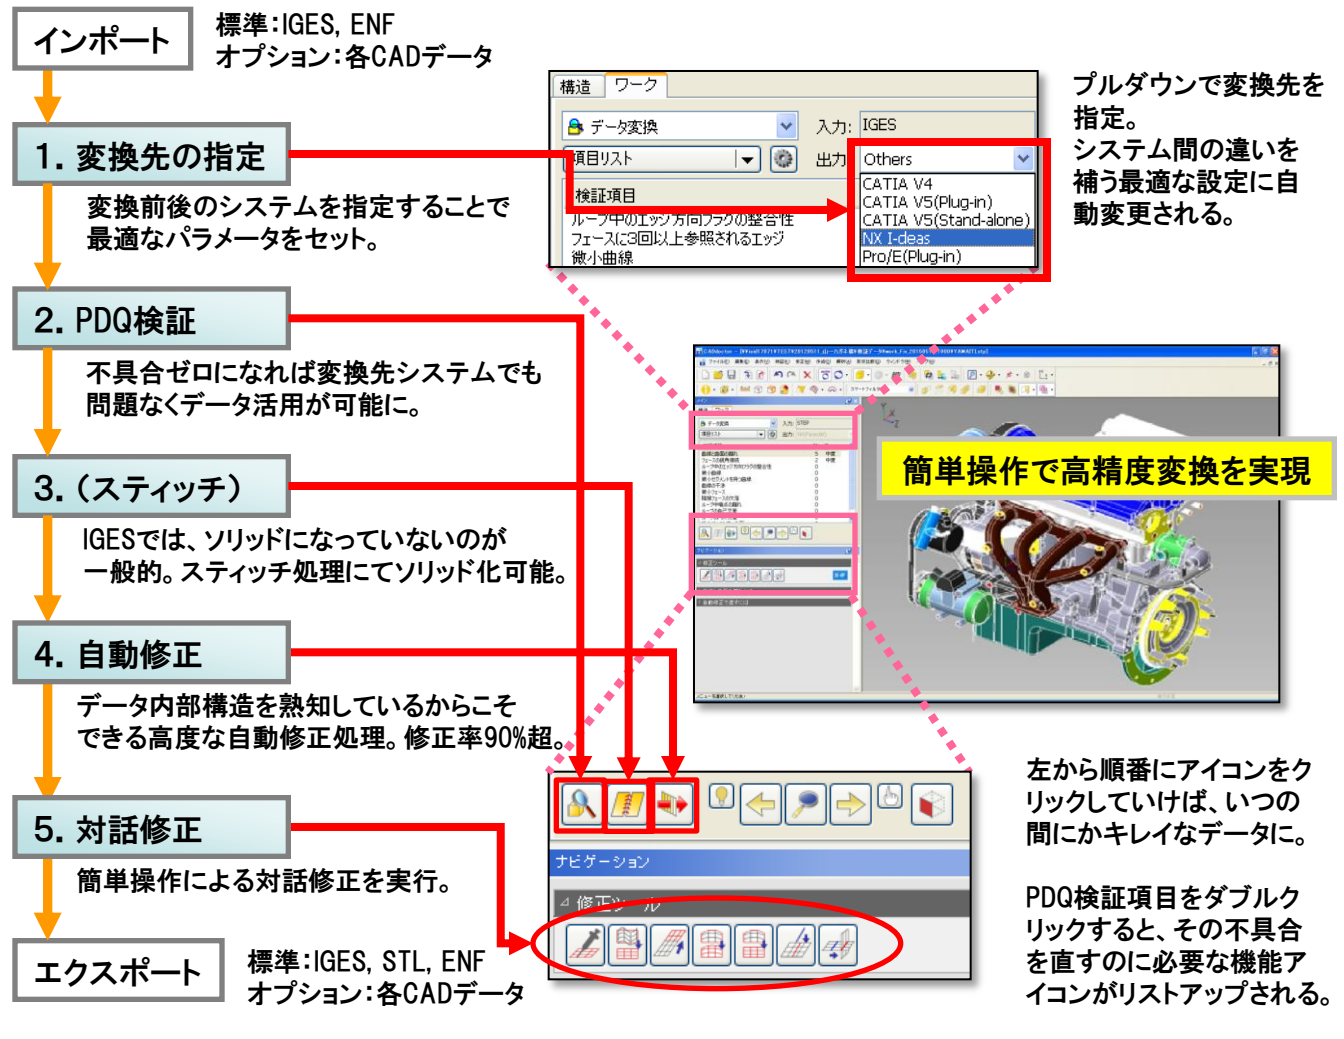 インポート
標準：IGES, ENF
オプション：各CADデータ
1. 変換先の指定
変換前後のシステムを指定することで
最適なパラメータをセット。
2. PDQ検証
不具合ゼロになれば変換先システムでも
問題なくデータ活用が可能に。
3. （スティッチ）
IGESでは、ソリッドになっていないのが
一般的。スティッチ処理にてソリッド化可能。
4. 自動修正
データ内部構造を熟知しているからこそ
できる高度な自動修正処理。修正率90%超。
5. 対話修正
簡単操作による対話修正を実行。
エクスポート
標準：IGES, STL, ENF
オプション：各CADデータ
構造 ワーク
データ変換
入力: IGES
項目リスト
出力 Others
検証項目
ループ中のエッジ方向フラグの整合性
フェースに3回以上参照されるエッジ
微小曲線
CATIA V4
CATIA V5(Plug-in)
CATIA V5(Stand-alone)
NX I-deas
Pro/E(Plug-in)
プルダウンで変換先を
指定。
システム間の違いを
補う最適な設定に自
動変更される。
簡単操作で高精度変換を実現
ナビゲーション
修正ツール
左から順番にアイコンをク
リックしていけば、いつの
間にかキレイなデータに。
PDQ検証項目をダブルク
リックすると、その不具合
を直すのに必要な機能ア
イコンがリストアップされる。